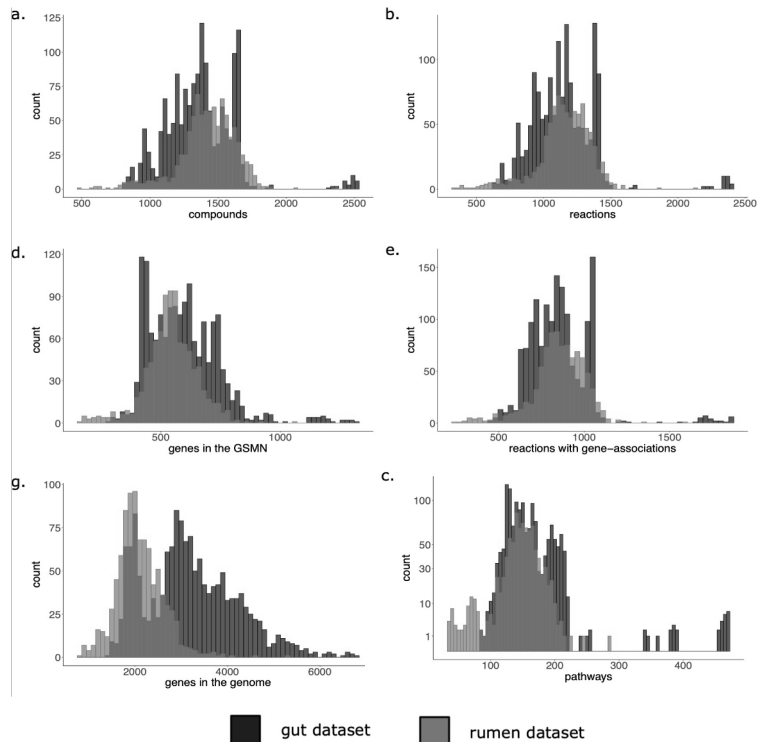 a.
125
100
75
50
25
0
count
500 1000 1500 2000 2500
compounds
b.
100
50
0
count
500 1000 1500 2000 2500
reactions
d.
120
90
60
30
0
count
500 1000
genes in the GSMN
e.
150
100
50
0
count
500 1000 1500
reactions with gene-associations
g.
100
75
50
25
0
count
2000 4000 6000
genes in the genome
c.
100
50
30
10
1
count
100 200 300 400
pathways
gut dataset rumen dataset